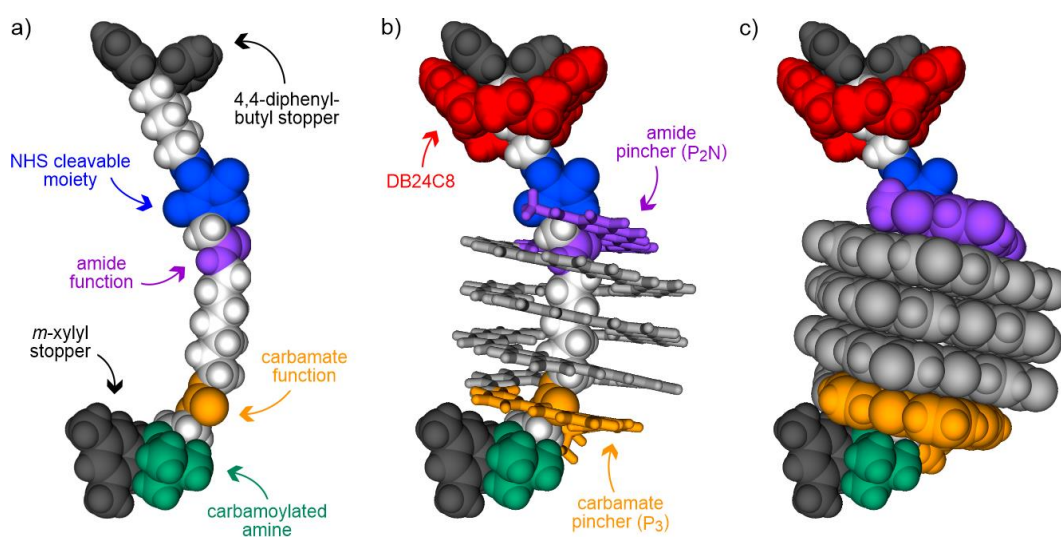 a)
4,4-diphenyl-
butyl stopper
NHS cleavable
moiety
amide
function
m-xylyl
stopper
carbamate
function
carbamoylated
amine
b)
DB24C8
amide
pincher (P2N)
carbamate
pincher (P3)
c)